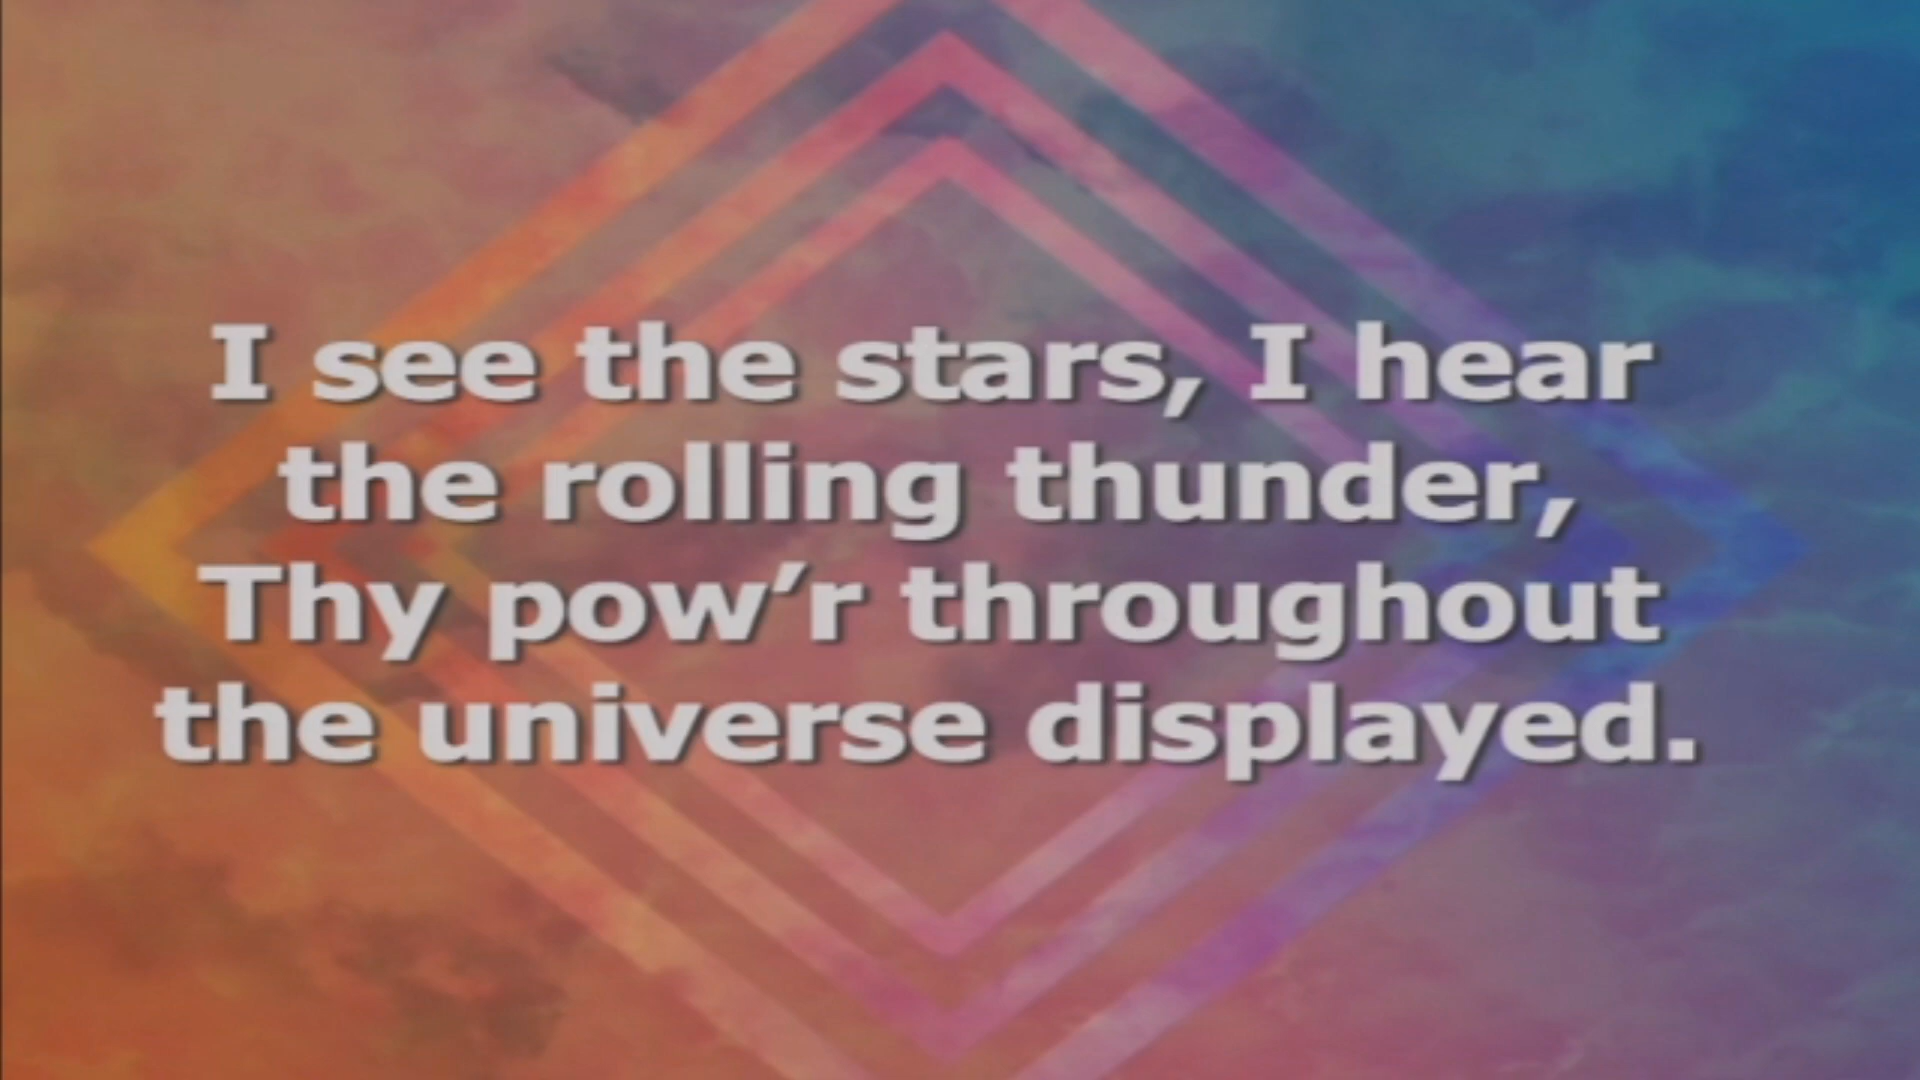 I see the stars, I hear
the rolling thunder,
Thy pow’r throughout
the universe displayed.